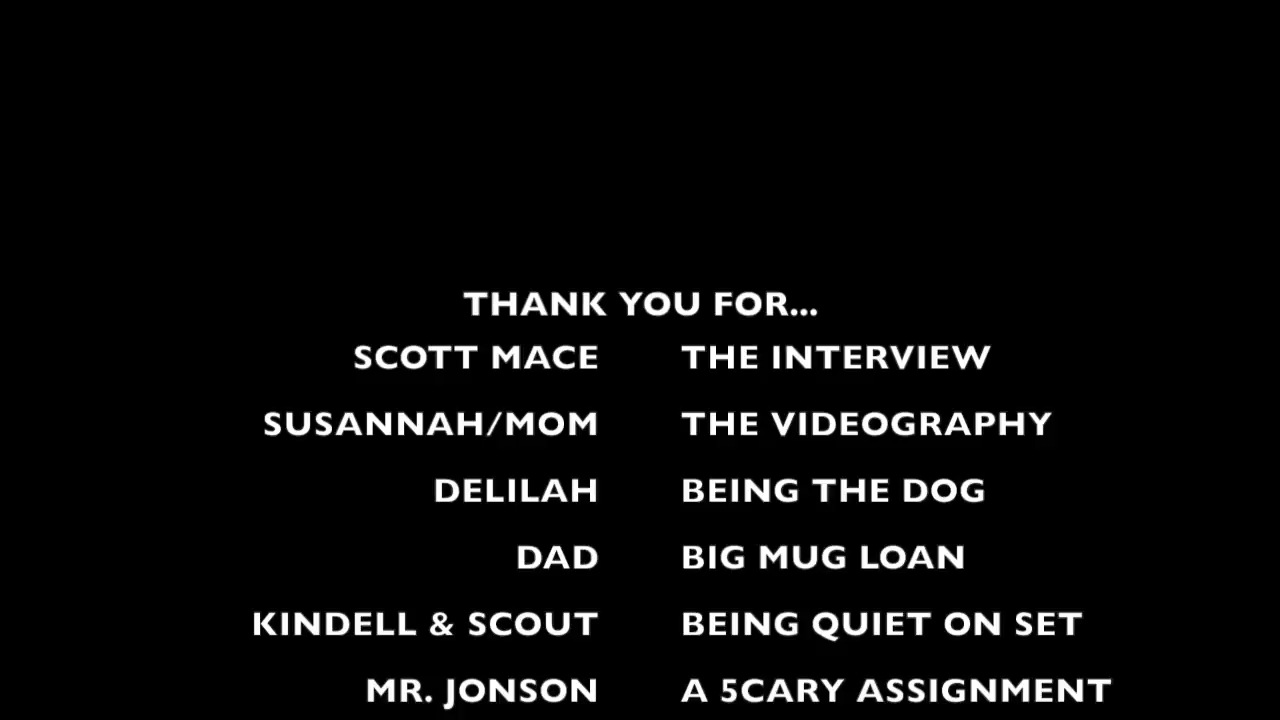 THANK YOU FOR...
SCOTT MACE THE INTERVIEW
SUSANNAH/MOM THE VIDEOGRAPHY
DELILAH BEING THE DOG
DAD BIG MUG LOAN
KINDELL & SCOUT BEING QUIET ON SET
MR. JONSON A 5CARY ASSIGNMENT